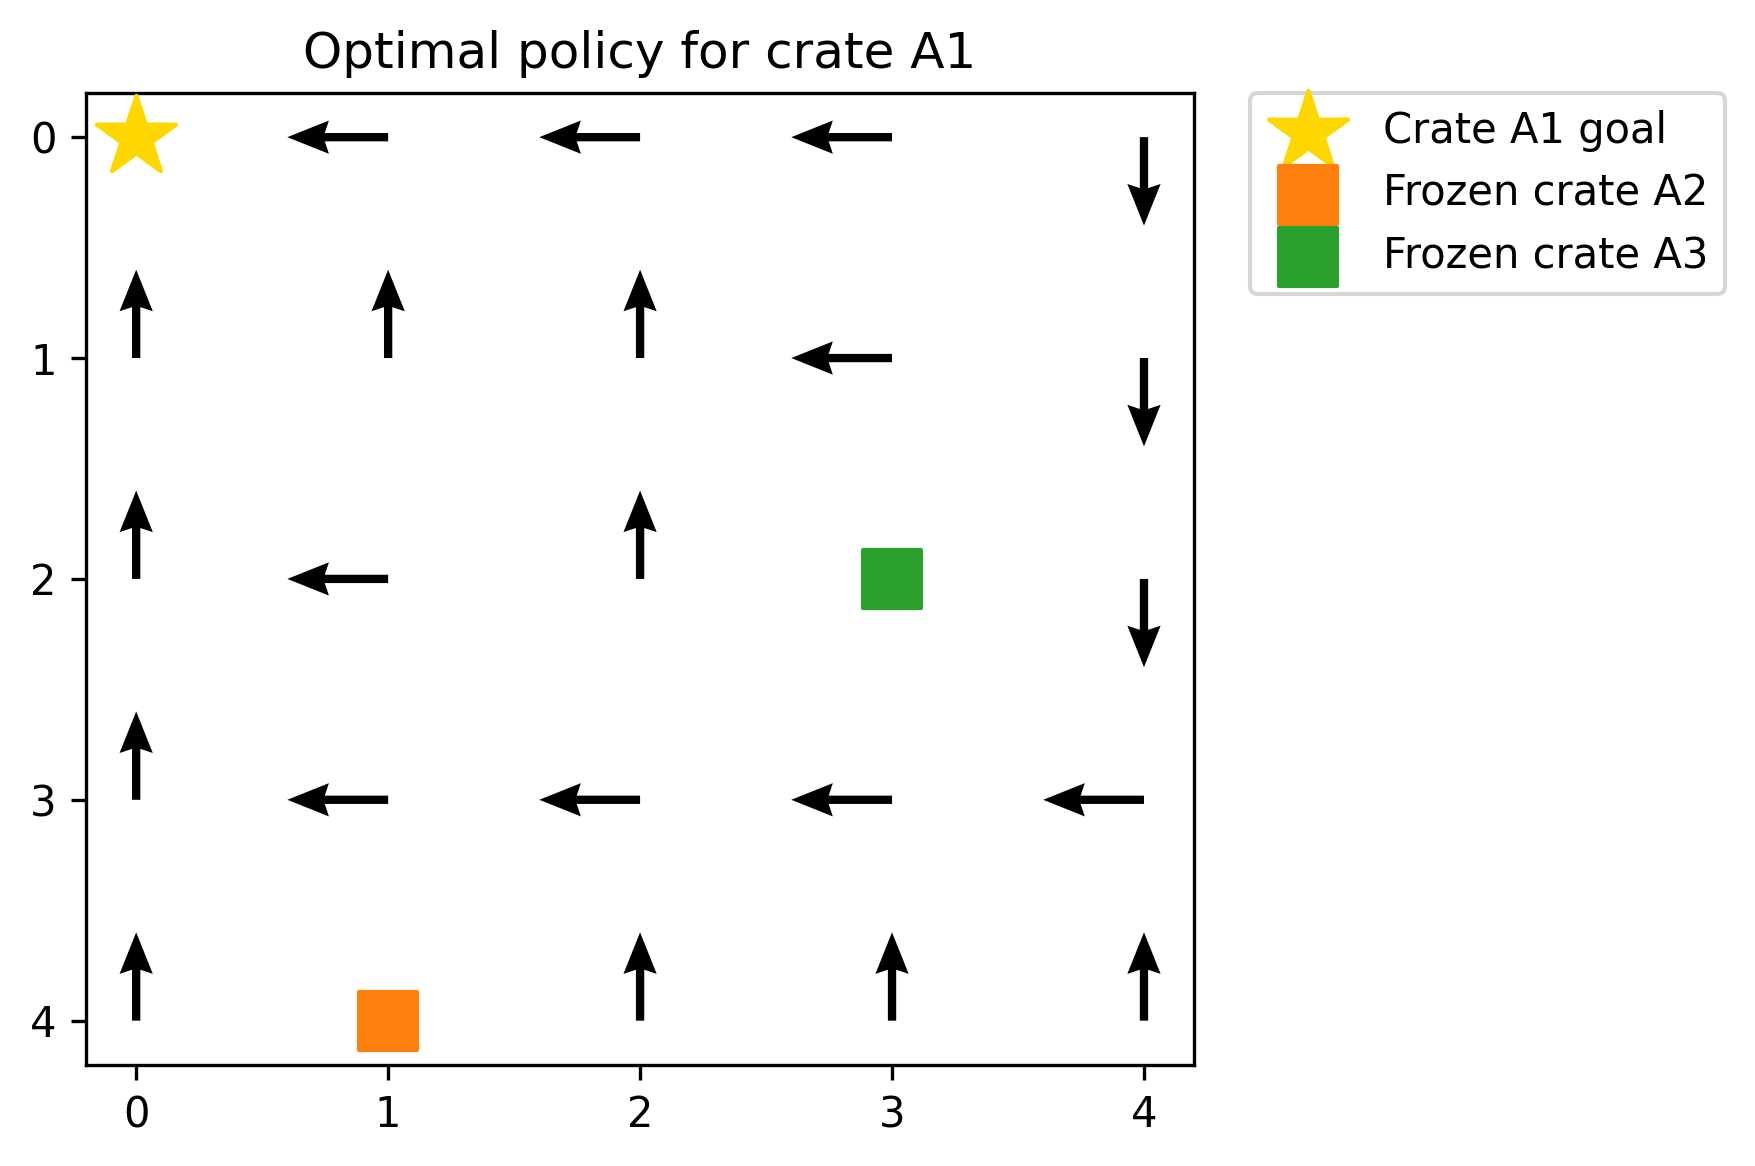 Optimal policy for crate A1
Crate A1 goal
Frozen crate A2
Frozen crate A3
0
1
2
3
4
0 1 2 3 4